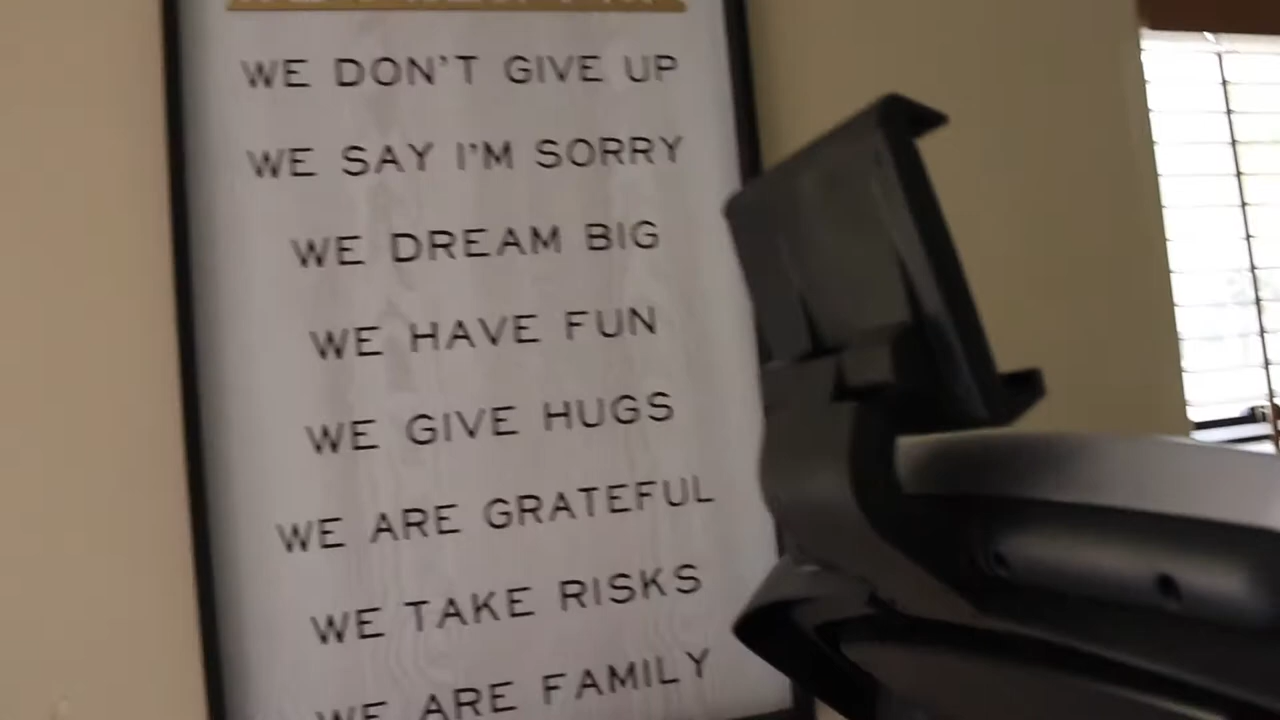 WE DON'T GIVE UP
WE SAY I'M SORRY
WE DREAM BIG
WE HAVE FUN
WE GIVE HUGS
WE ARE GRATEFUL
WE TAKE RISKS
WE ARE FAMILY